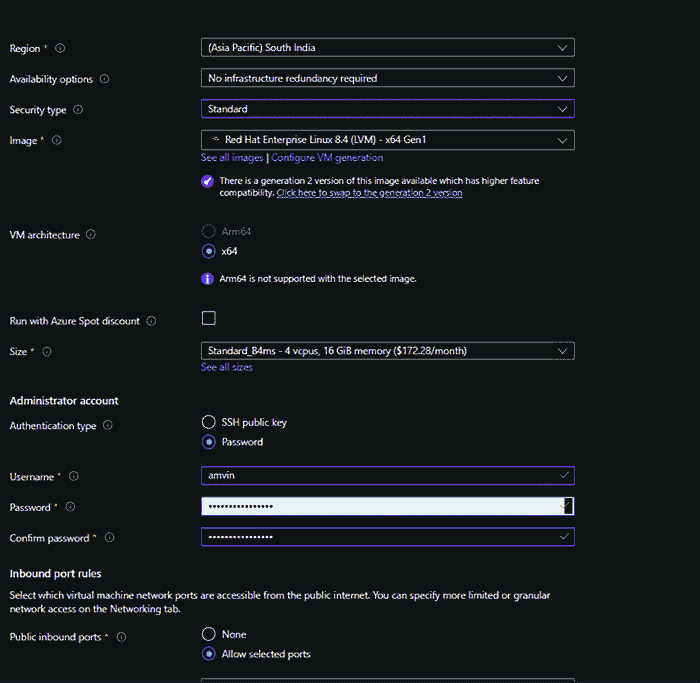 Region *
(Asia Pacific) South India
Availability options
No infrastructure redundancy required
Security type
Standard
Image *
Red Hat Enterprise Linux 8.4 (LVM) - x64 Gen1
See all images | Configure VM generation
There is a generation 2 version of this image available which has higher feature
compatibility. Click here to swap to the generation 2 version
VM architecture
Arm64
x64
Arm64 is not supported with the selected image.
Run with Azure Spot discount
Size *
Standard_B4ms - 4 vcpus, 16 GiB memory ($172.28/month)
See all sizes
Administrator account
Authentication type
SSH public key
Password
Username *
amvin
Password *
••••••••••••••••
Confirm password *
••••••••••••••••
Inbound port rules
Select which virtual machine network ports are accessible from the public internet. You can specify more limited or granular
network access on the Networking tab.
Public inbound ports *
None
Allow selected ports